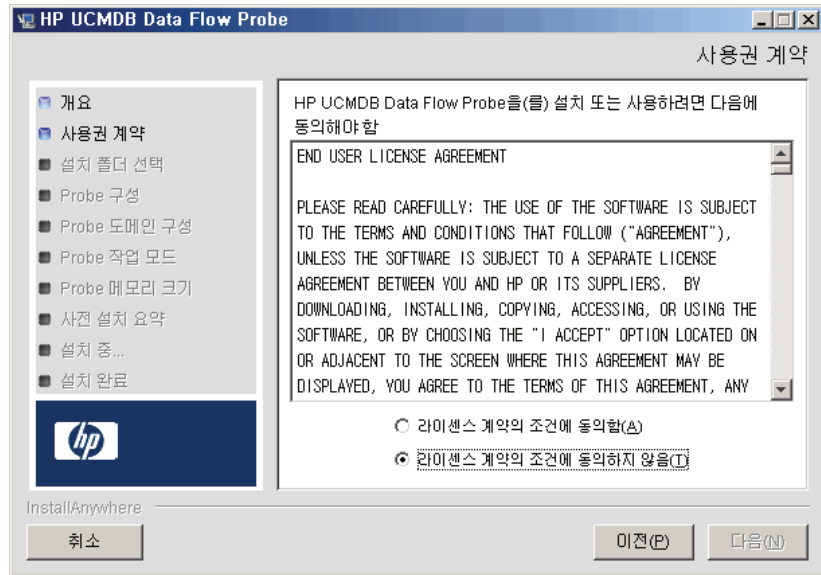 HP UCMDB Data Flow Probe
사용권 계약
개요
사용권 계약
설치 폴더 선택
Probe 구성
Probe 도메인 구성
Probe 작업 모드
Probe 메모리 크기
사전 설치 요약
설치 중...
설치 완료
hp
HP UCMDB Data Flow Probe을(를) 설치 또는 사용하려면 다음에
동의해야 함
END USER LICENSE AGREEMENT
PLEASE READ CAREFULLY: THE USE OF THE SOFTWARE IS SUBJECT
TO THE TERMS AND CONDITIONS THAT FOLLOW ("AGREEMENT"),
UNLESS THE SOFTWARE IS SUBJECT TO A SEPARATE LICENSE
AGREEMENT BETWEEN YOU AND HP OR ITS SUPPLIERS. BY
DOWNLOADING, INSTALLING, COPYING, ACCESSING, OR USING THE
SOFTWARE, OR BY CHOOSING THE "I ACCEPT" OPTION LOCATED ON
OR ADJACENT TO THE SCREEN WHERE THIS AGREEMENT MAY BE
DISPLAYED, YOU AGREE TO THE TERMS OF THIS AGREEMENT, ANY
라이센스 계약의 조건에 동의함(A)
라이센스 계약의 조건에 동의하지 않음(T)
InstallAnywhere
취소
이전(P)
다음(N)